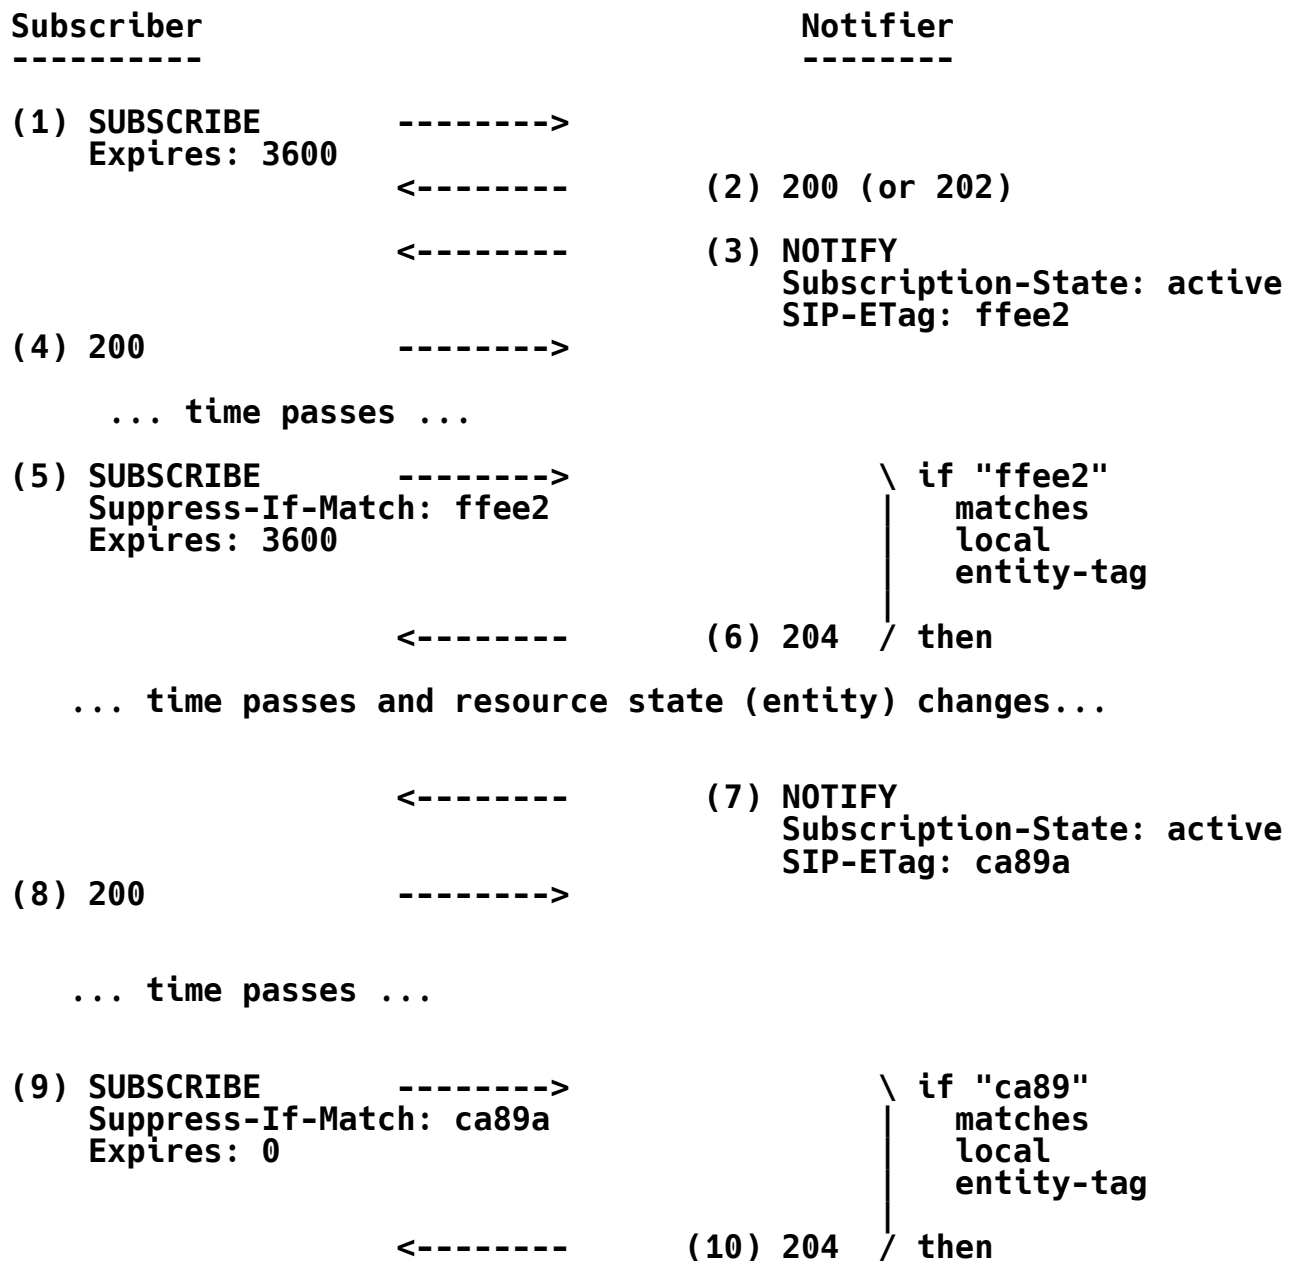 Subscriber                               Notifier
----------                               --------
(1) SUBSCRIBE       -------->
    Expires: 3600
                    <--------       (2) 200 (or 202)
                    <--------       (3) NOTIFY
                                        Subscription-State: active
                                        SIP-ETag: ffee2
(4) 200             -------->
     ... time passes ...
(5) SUBSCRIBE       -------->                \ if "ffee2"
    Suppress-If-Match: ffee2                 |   matches
    Expires: 3600                            |   local
                                             |   entity-tag
                                             |
                    <--------       (6) 204  / then
   ... time passes and resource state (entity) changes...
                    <--------       (7) NOTIFY
                                        Subscription-State: active
                                        SIP-ETag: ca89a
(8) 200             -------->
   ... time passes ...
(9) SUBSCRIBE       -------->                \ if "ca89"
    Suppress-If-Match: ca89a                 |   matches
    Expires: 0                               |   local
                                             |   entity-tag
                                             |
                    <--------      (10) 204  / then